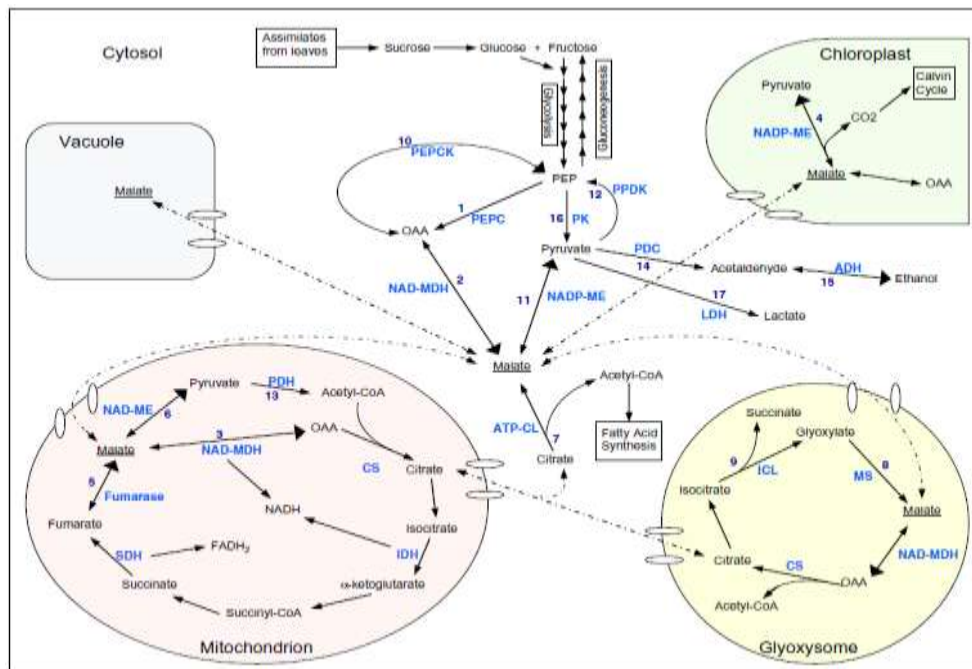 Cytosol
Assimilates
from leaves
Sucrose
Glucose + Fructose
Glycolysis
Gluconeogenesis
Chloroplast
Pyruvate
Calvin
Cycle
CO2
4
NADP-ME
Malate
OAA
Vacuole
Malate
10
PEPCK
PEP
12
PPDK
1
PEPC
16
PK
OAA
Pyruvate
PDC
14
Acetaldehyde
ADH
15
Ethanol
NAD-MDH
2
11
NADP-ME
17
LDH
Lactate
Malate
Acetyl-CoA
ATP-CL
7
Citrate
Fatty Acid
Synthesis
Pyruvate
PDH
13
Acetyl-CoA
NAD-ME
6
3
OAA
Malate
NAD-MDH
CS
Citrate
5
Fumarase
NADH
Fumarate
Isocitrate
SDH
FADH2
IDH
Succinate
α-ketoglutarate
Succinyl-CoA
Mitochondrion
Succinate
Glyoxylate
9
ICL
MS
8
Isocitrate
Malate
NAD-MDH
Citrate
CS
OAA
Acetyl-CoA
Glyoxysome